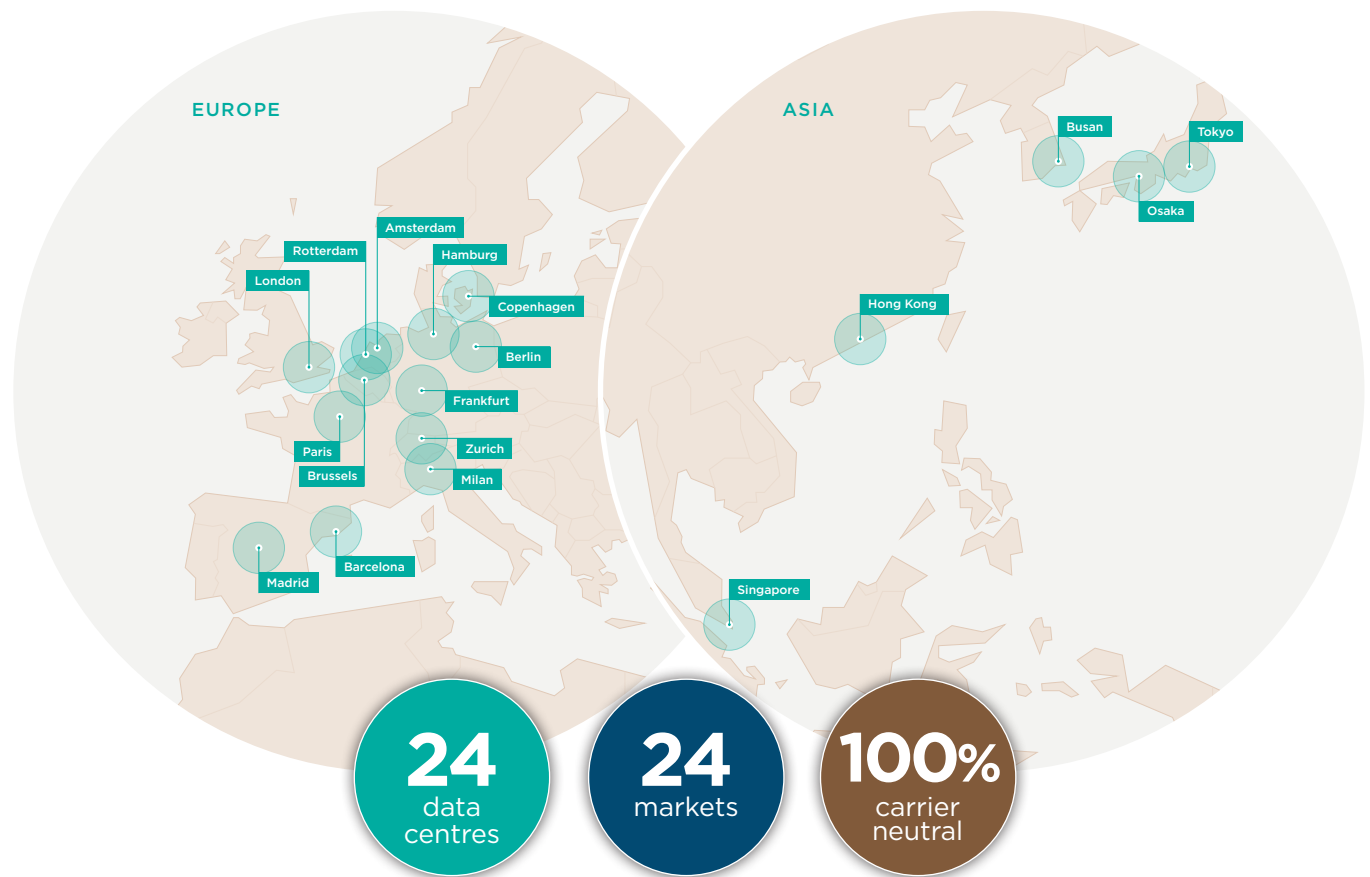 EUROPE
ASIA
Busan
Tokyo
Osaka
Amsterdam
Rotterdam
Hamburg
London
Copenhagen
Hong Kong
Berlin
Frankfurt
Paris
Zurich
Brussels
Milan
Barcelona
Madrid
Singapore
24
data
centres
24
markets
100%
carrier
neutral